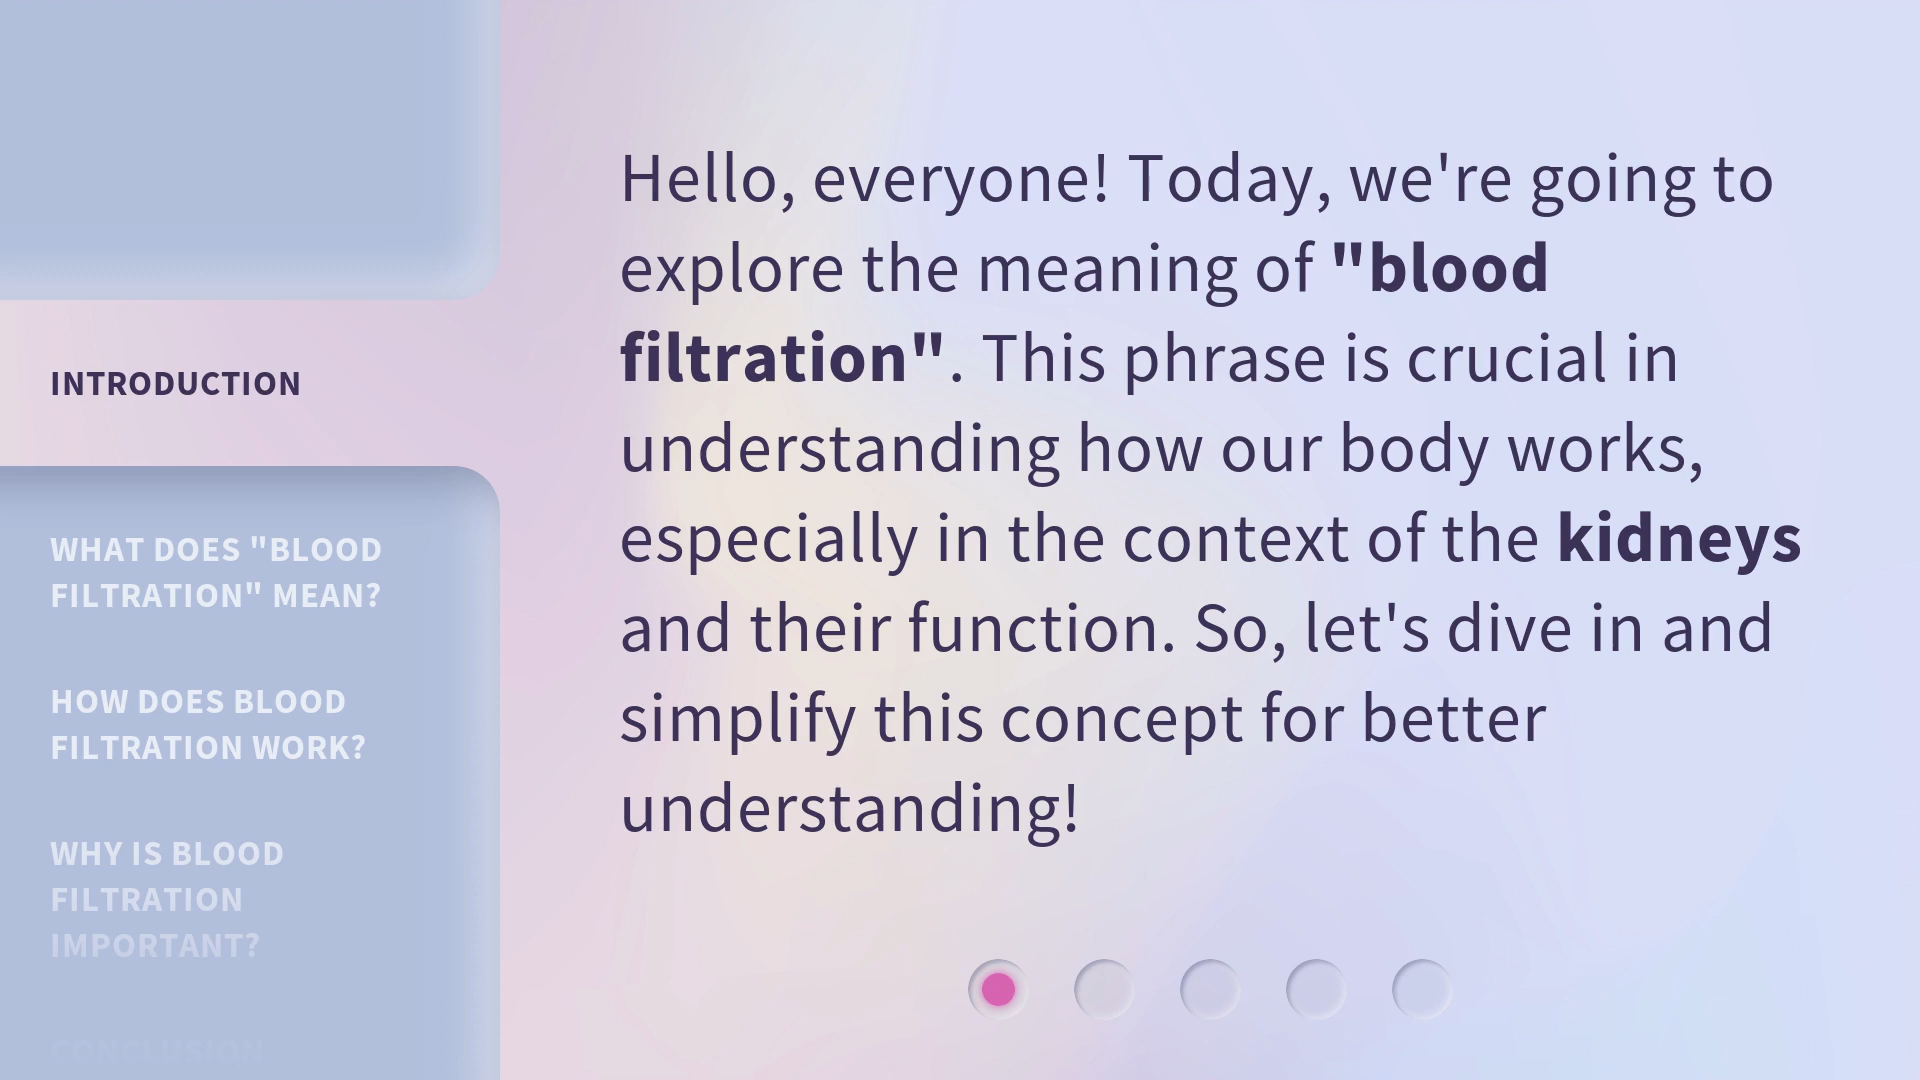 INTRODUCTION
WHAT DOES "BLOOD
FILTRATION" MEAN?
HOW DOES BLOOD
FILTRATION WORK?
WHY IS BLOOD
FILTRATION
IMPORTANT?
CONCLUSION
Hello, everyone! Today, we're going to
explore the meaning of "blood
filtration". This phrase is crucial in
understanding how our body works,
especially in the context of the kidneys
and their function. So, let's dive in and
simplify this concept for better
understanding!